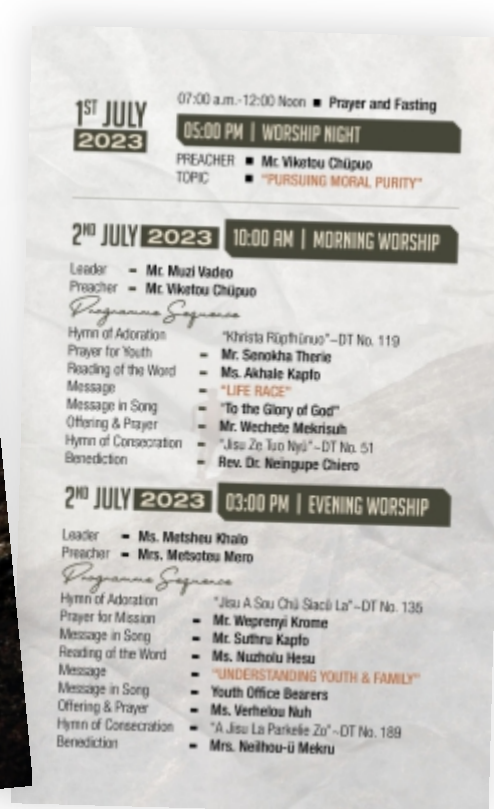 1ST JULY
2023
07:00 a.m.-12:00 Noon ■ Prayer and Fasting
05:00 PM | WORSHIP NIGHT
PREACHER ■ Mr. Viketou Chüpuo
TOPIC ■ "PURSUING MORAL PURITY"
2ND JULY 2023 10:00 AM | MORNING WORSHIP
Leader - Mr. Muzi Vadeo
Preacher - Mr. Viketou Chüpuo
Programme Sequence
Hymn of Adoration "Khrista Rüpfhünuo"~DT No. 119
Prayer for Youth - Mr. Senokha Therie
Reading of the Word - Ms. Akhale Kapfo
Message - "LIFE RACE"
Message in Song - "To the Glory of God"
Offering & Prayer - Mr. Wechete Mekrisuh
Hymn of Consecration - "Jisu Ze Tuo Nyü"~DT No. 51
Benediction - Rev. Dr. Neingupe Chiero
2ND JULY 2023 03:00 PM | EVENING WORSHIP
Leader - Ms. Metsheu Khalo
Preacher - Mrs. Metsoteu Mero
Programme Sequence
Hymn of Adoration "Jisu A Sou Chü Siacü La"~DT No. 135
Prayer for Mission - Mr. Weprenyi Krome
Message in Song - Mr. Suthru Kapfo
Reading of the Word - Ms. Nuzholu Hesu
Message - "UNDERSTANDING YOUTH & FAMILY"
Message in Song - Youth Office Bearers
Offering & Prayer - Ms. Verhelou Nuh
Hymn of Consecration - "A Jisu La Parkelie Zo"~DT No. 189
Benediction - Mrs. Neilhou-ü Mekru